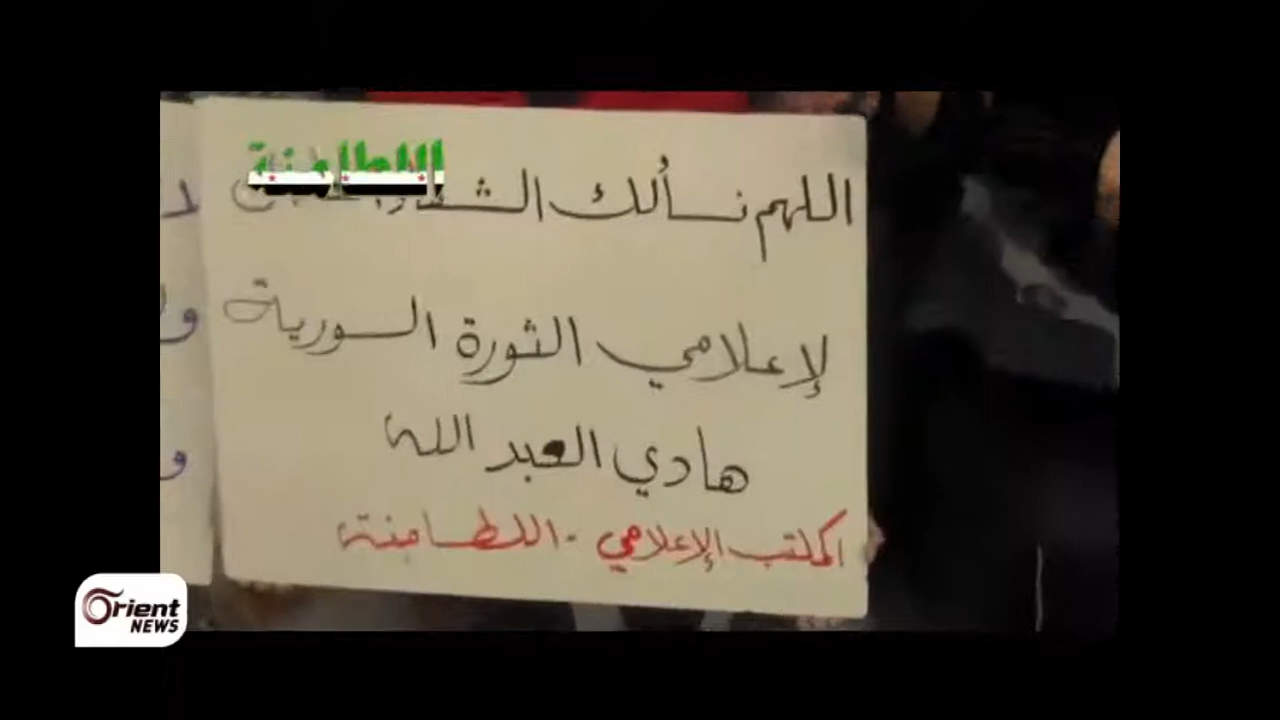 اللطامنة
اللهم نسألك
لإعلامي الثورة السورية
هادي العبد الله
المكتب الإعلامي - اللطامنة
Orient
NEWS